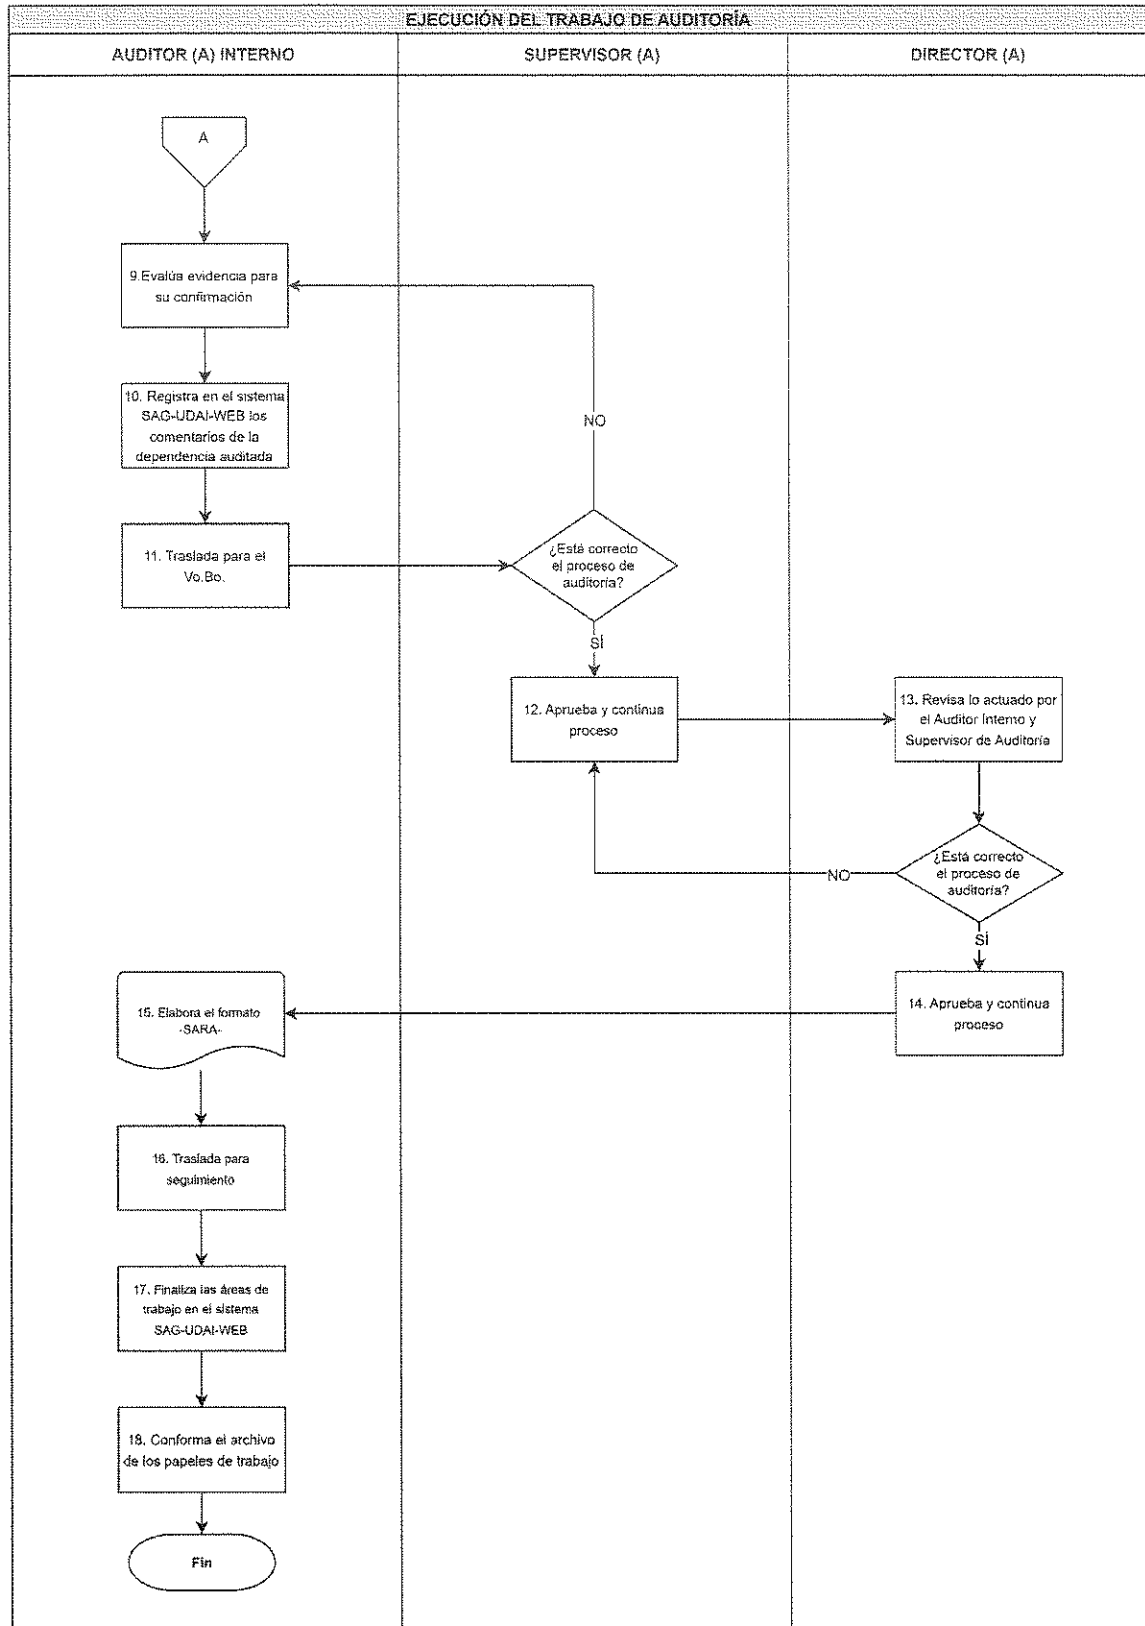 EJECUCIÓN DEL TRABAJO DE AUDITORÍA
AUDITOR (A) INTERNO
SUPERVISOR (A)
DIRECTOR (A)
A
9.Evalúa evidencia para
su confirmación
10. Registra en el sistema
SAG-UDAI-WEB los
comentarios de la
dependencia auditada
NO
11. Traslada para el
Vo.Bo.
¿Está correcto
el proceso de
auditoría?
SÍ
12. Aprueba y continua
proceso
13. Revisa lo actuado por
el Auditor Interno y
Supervisor de Auditoría
¿Está correcto
el proceso de
auditoría?
NO
SÍ
14. Aprueba y continua
proceso
15. Elabora el formato
-SARA-
16. Traslada para
seguimiento
17. Finaliza las áreas de
trabajo en el sistema
SAG-UDAI-WEB
18. Conforma el archivo
de los papeles de trabajo
Fin